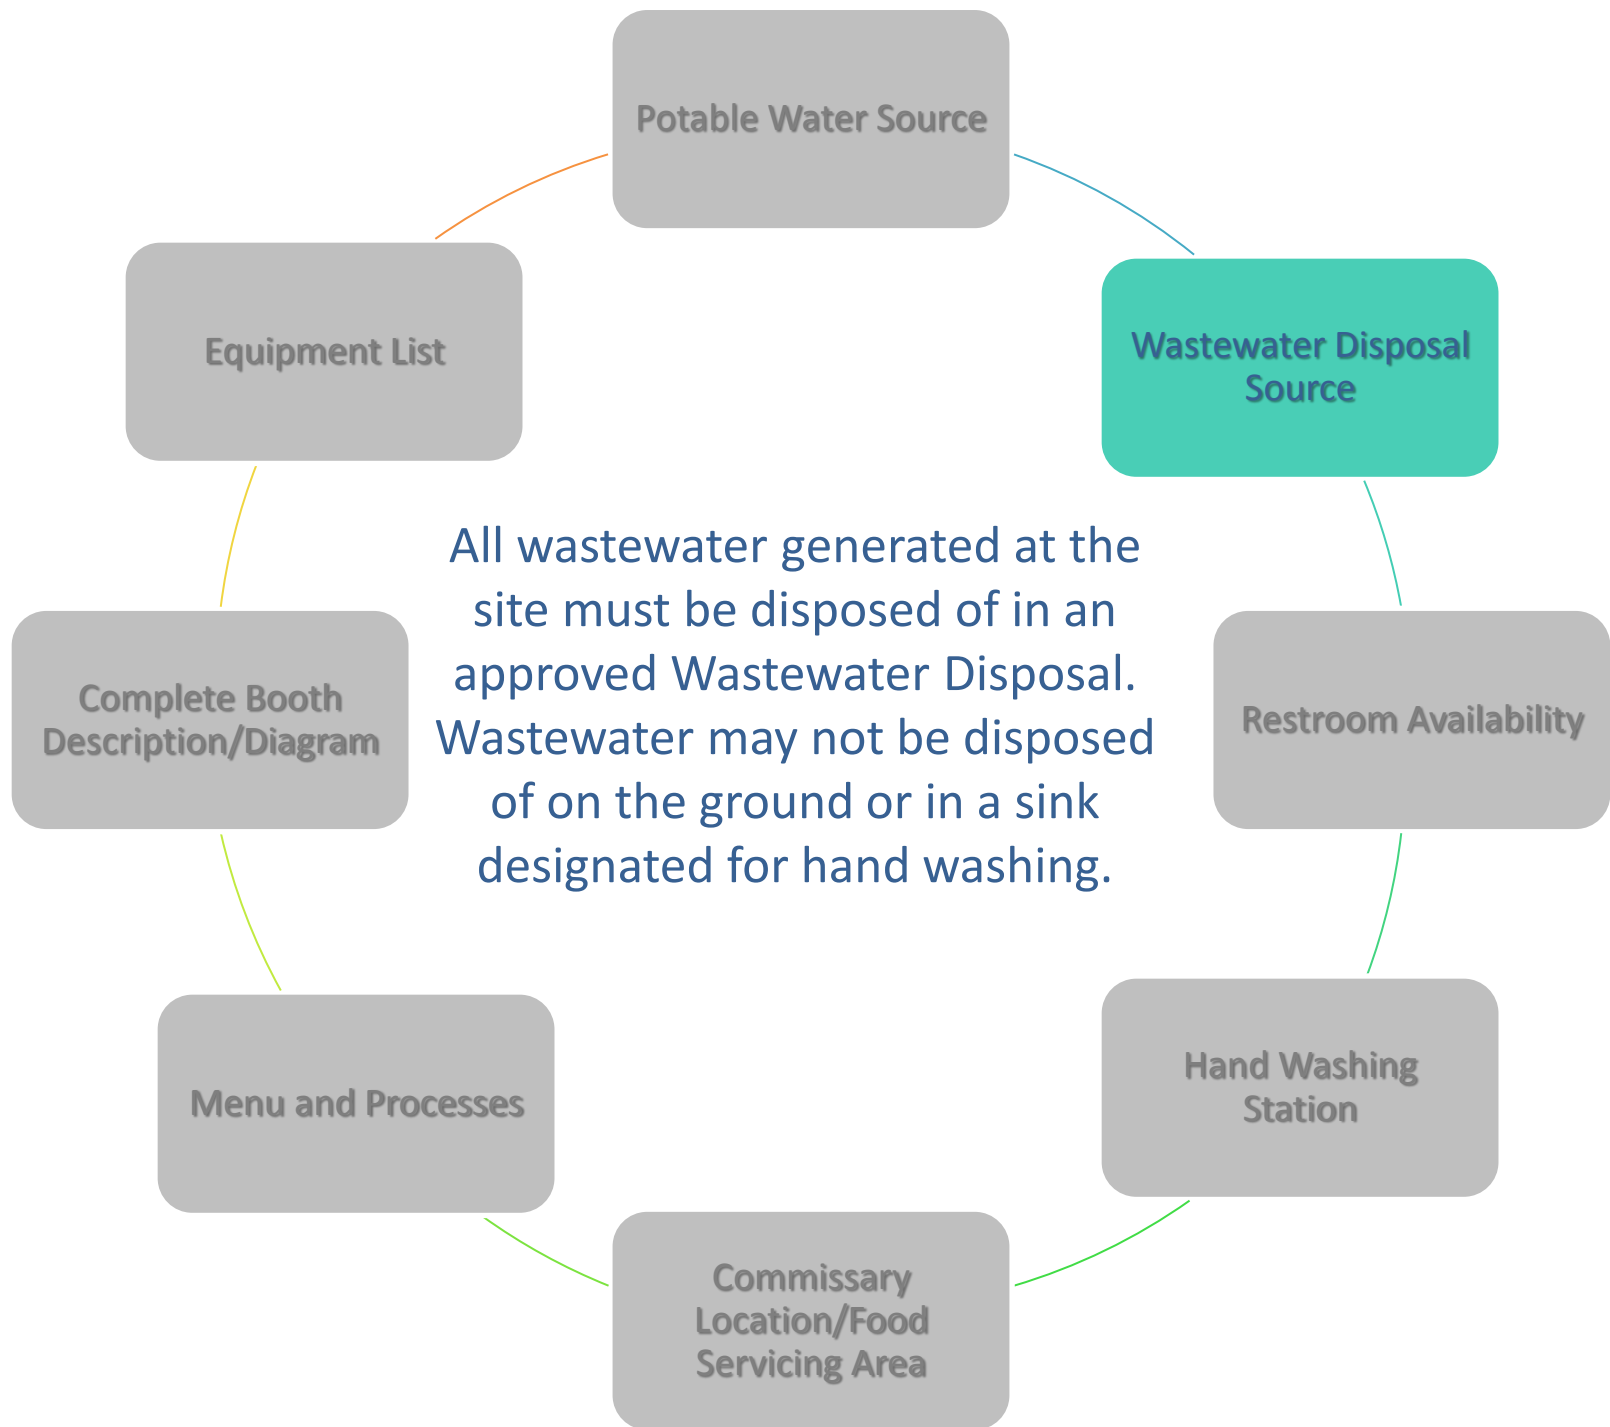 Potable Water Source
Wastewater Disposal
Source
Restroom Availability
Hand Washing
Station
Commissary
Location/Food
Servicing Area
Menu and Processes
Complete Booth
Description/Diagram
Equipment List
All wastewater generated at the
site must be disposed of in an
approved Wastewater Disposal.
Wastewater may not be disposed
of on the ground or in a sink
designated for hand washing.